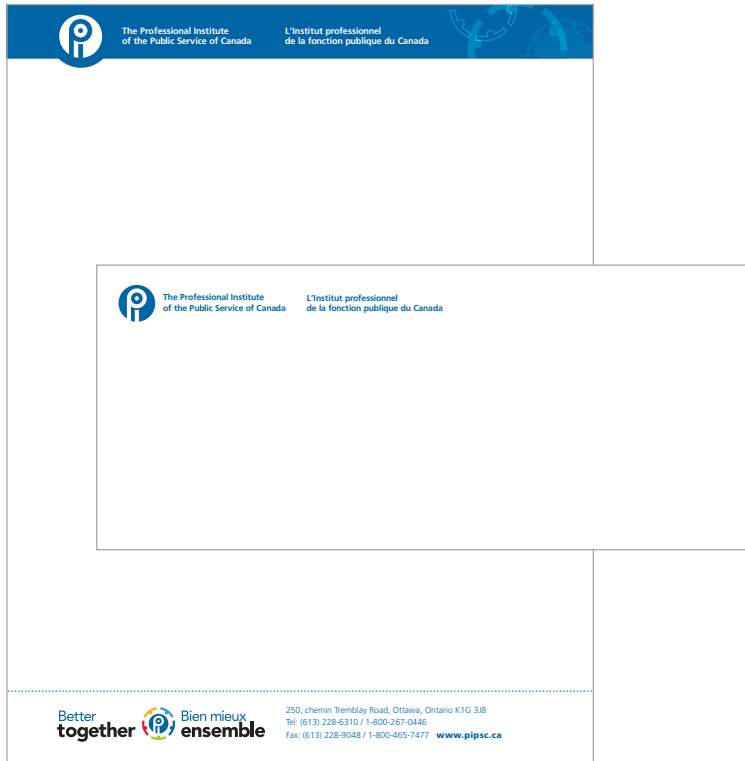 The Professional Institute
of the Public Service of Canada
L'Institut professionnel
de la fonction publique du Canada
The Professional Institute
of the Public Service of Canada
L'Institut professionnel
de la fonction publique du Canada
Better
together
Bien mieux
ensemble
250, chemin Tremblay Road, Ottawa, Ontario K1G 3J8
Tel: (613) 228-6310 / 1-800-267-0446
Fax: (613) 228-9048 / 1-800-465-7477 www.pipsc.ca